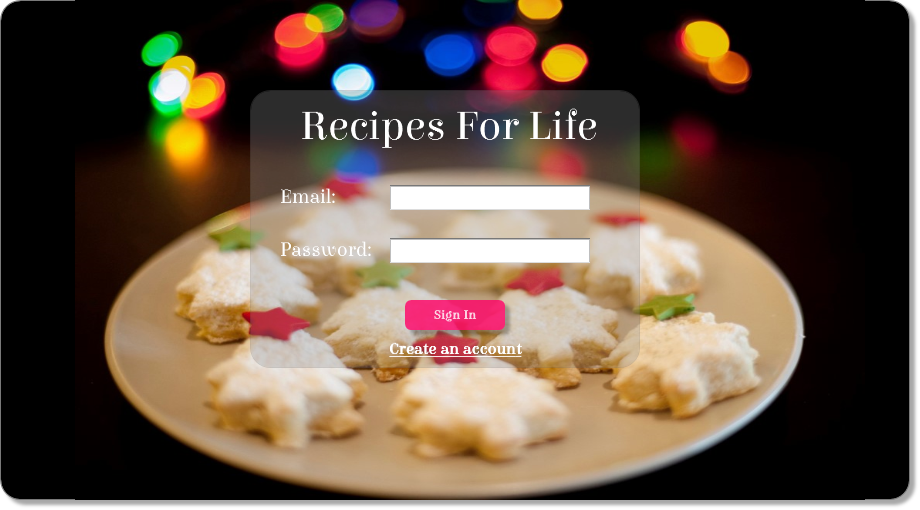 Recipes For Life
Email:
Password:
Sign In
Create an account